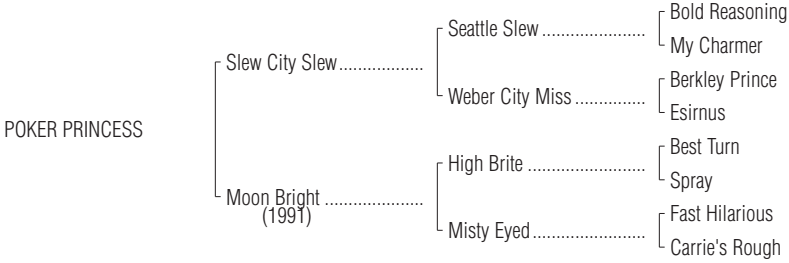 Bold Reasoning
Seattle Slew......................
My Charmer
Slew City Slew..................
Berkley Prince
Weber City Miss...............
Esirnus
POKER PRINCESS
Best Turn
High Brite.........................
Spray
Moon Bright.....................
(1991)
Fast Hilarious
Misty Eyed........................
Carrie's Rough